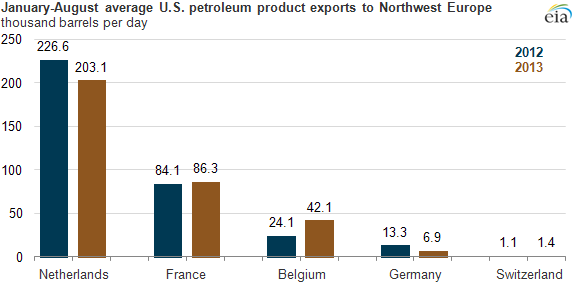 January-August average U.S. petroleum product exports to Northwest Europe
thousand barrels per day
eia
250
200
150
100
50
0
2012
2013
226.6
203.1
84.1
86.3
24.1
42.1
13.3
6.9
1.1
1.4
Netherlands
France
Belgium
Germany
Switzerland